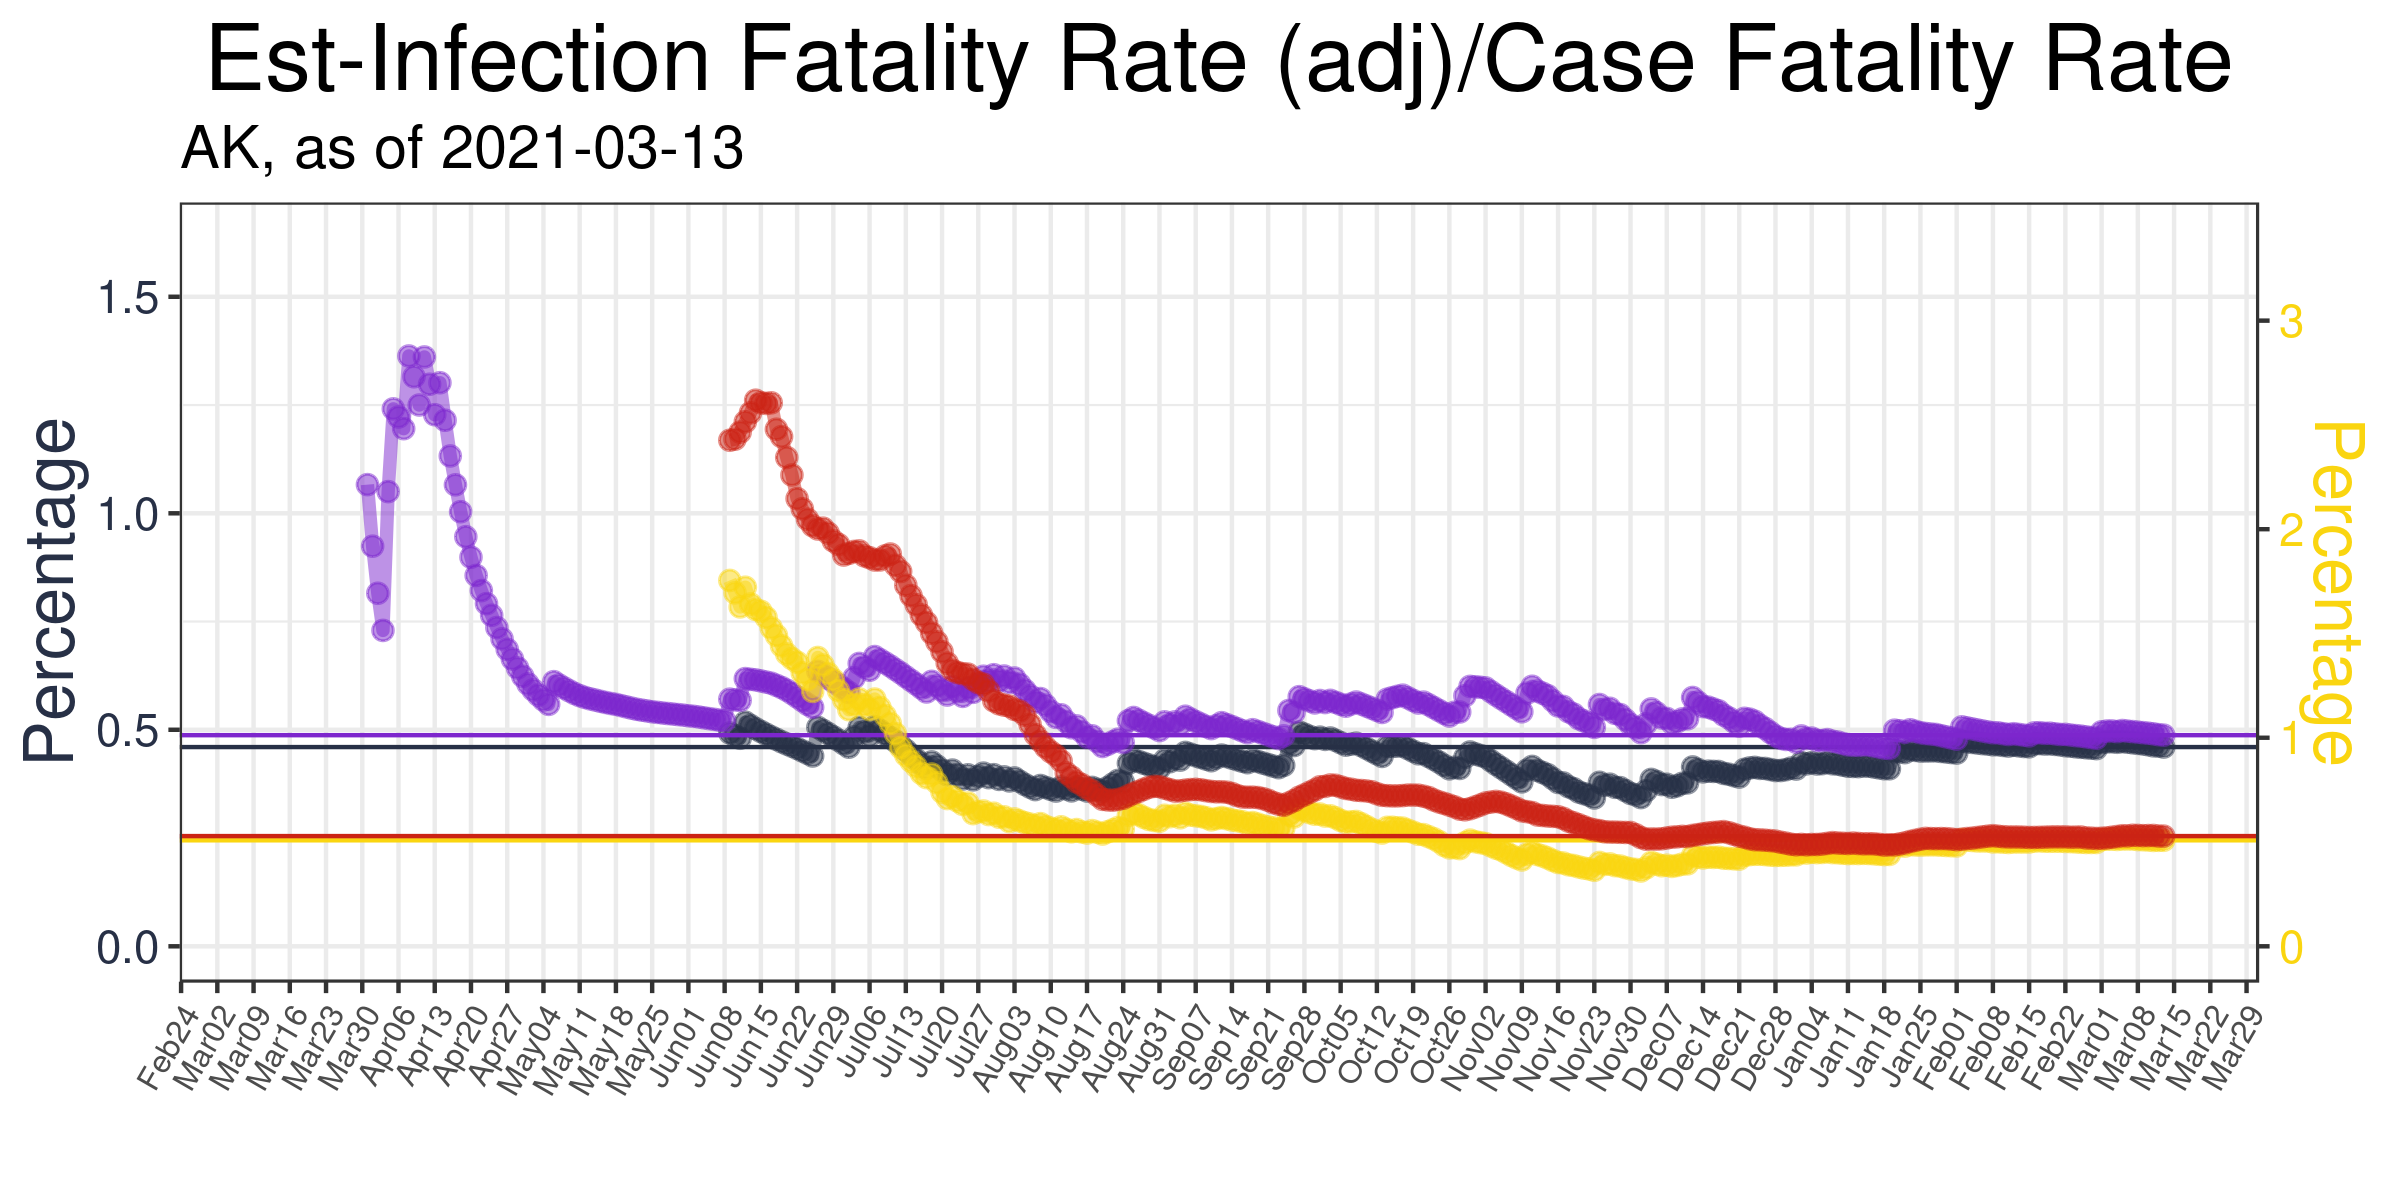 Est-Infection Fatality Rate (adj)/Case Fatality Rate
AK, as of 2021-03-13
Percentage
1.5
1.0
0.5
0.0
3
2
1
0
Percentage
Feb24
Mar02
Mar09
Mar16
Mar23
Mar30
Apr06
Apr13
Apr20
Apr27
May04
May11
May18
May25
Jun01
Jun08
Jun15
Jun22
Jun29
Jul06
Jul13
Jul20
Jul27
Aug03
Aug10
Aug17
Aug24
Aug31
Sep07
Sep14
Sep21
Sep28
Oct05
Oct12
Oct19
Oct26
Nov02
Nov09
Nov16
Nov23
Nov30
Dec07
Dec14
Dec21
Dec28
Jan04
Jan11
Jan18
Jan25
Feb01
Feb08
Feb15
Feb22
Mar01
Mar08
Mar15
Mar22
Mar29